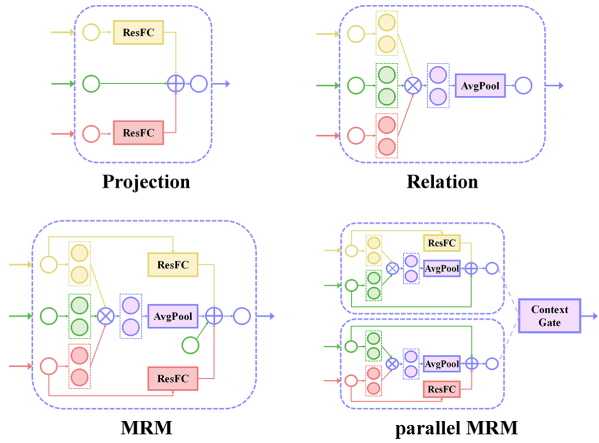 ResFC
ResFC
Projection
AvgPool
Relation
ResFC
AvgPool
ResFC
MRM
ResFC
AvgPool
AvgPool
ResFC
Context
Gate
parallel MRM